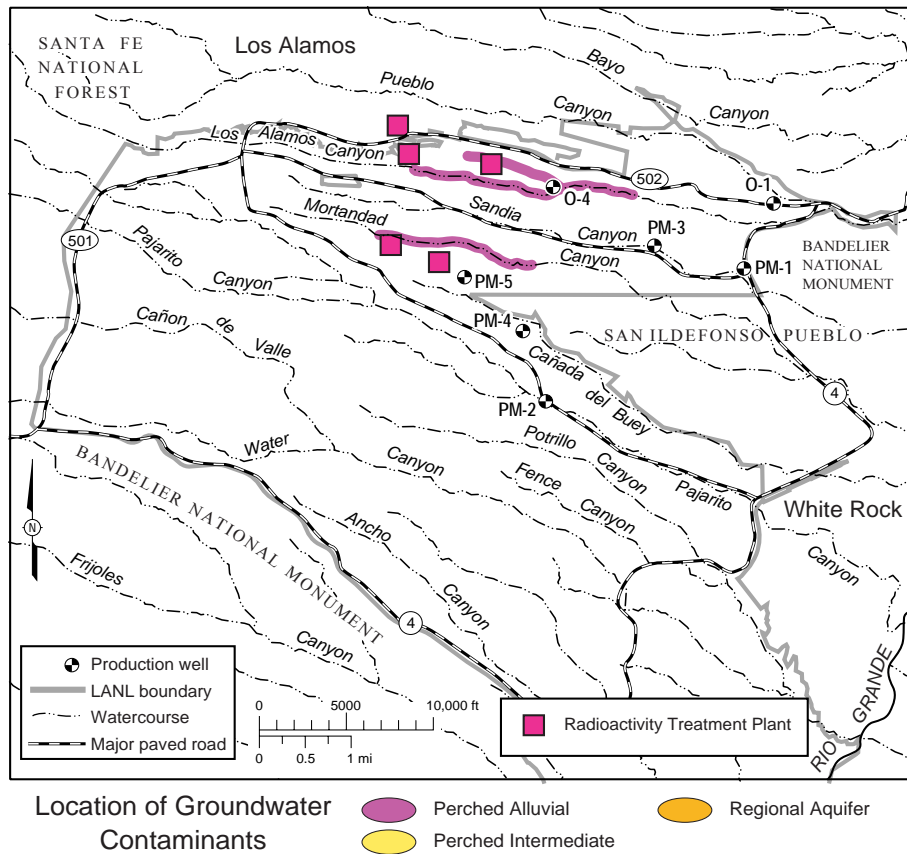 SANTA FE
NATIONAL
FOREST
Los Alamos
Bayo
Canyon
Pueblo
Canyon
Los Alamos
Canyon
502
O-1
O-4
Sandia
Canyon
PM-3
Mortandad
Canyon
PM-1
BANDELIER
NATIONAL
MONUMENT
501
Pajarito
Canyon
PM-5
Cañon de Valle
PM-4
SAN ILDEFONSO PUEBLO
Cañada del Buey
4
PM-2
Water
Canyon
Potrillo
Canyon
Pajarito
Fence
Canyon
White Rock
Canyon
BANDELIER NATIONAL MONUMENT
N
Ancho
Canyon
Frijoles
Canyon
4
RIO GRANDE
Production well
LANL boundary
Watercourse
Major paved road
0 5000 10,000 ft
0 0.5 1 mi
Radioactivity Treatment Plant
Location of Groundwater
Contaminants
Perched Alluvial
Perched Intermediate
Regional Aquifer